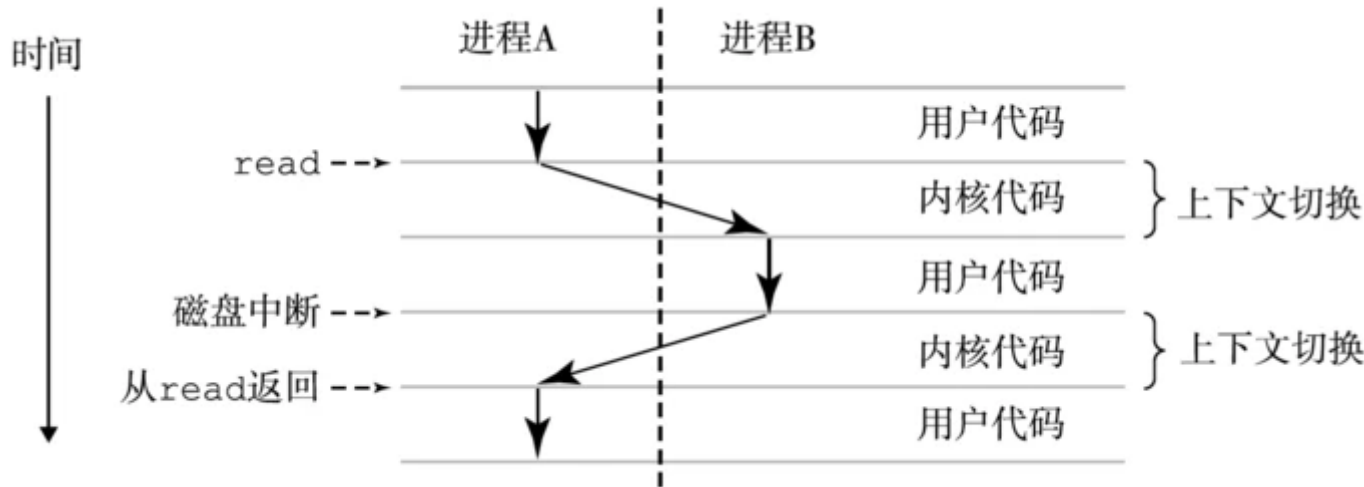 进程A
进程B
时间
用户代码
read
内核代码
上下文切换
用户代码
磁盘中断
内核代码
上下文切换
从read返回
用户代码